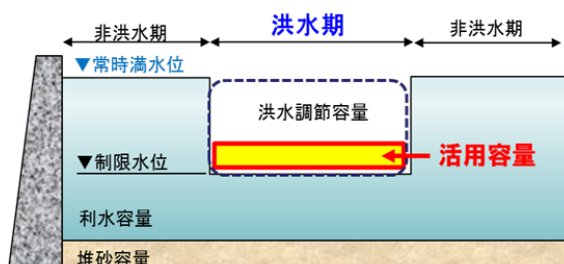 非洪水期
洪水期
非洪水期
▼常時満水位
洪水調節容量
▼制限水位
活用容量
利水容量
堆砂容量